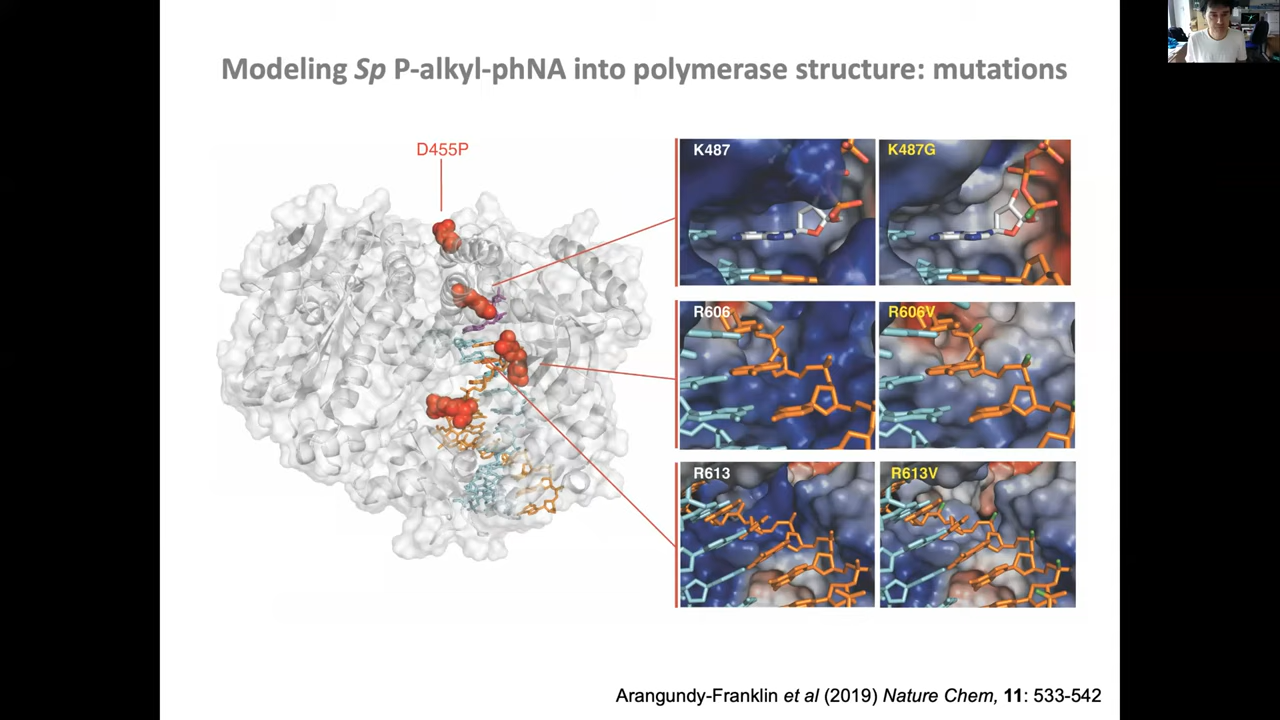 Modeling Sp P-alkyl-phNA into polymerase structure: mutations
D455P
K487
K487G
R606
R606V
R613
R613V
Arangundy-Franklin et al (2019) Nature Chem, 11: 533-542